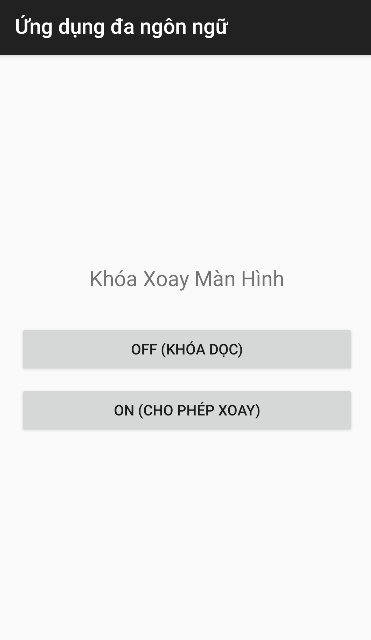 Ứng dụng đa ngôn ngữ
Khóa Xoay Màn Hình
OFF (KHÓA DỌC)
ON (CHO PHÉP XOAY)